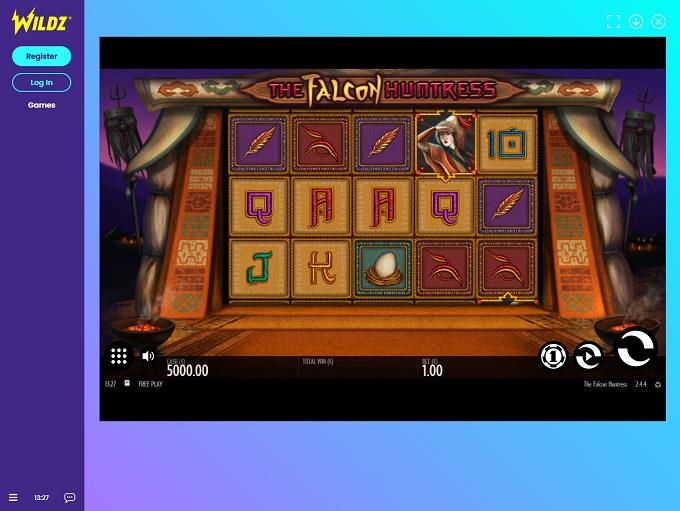 WILDZ
Register
Log In
Games
THE FALCON HUNTRESS
10
Q A A Q
J K
CASH (€)
5000.00
TOTAL WIN (€)
BET (€)
1.00
1
13:27
FREE PLAY
The Falcon Huntress
2.4.4
13:27